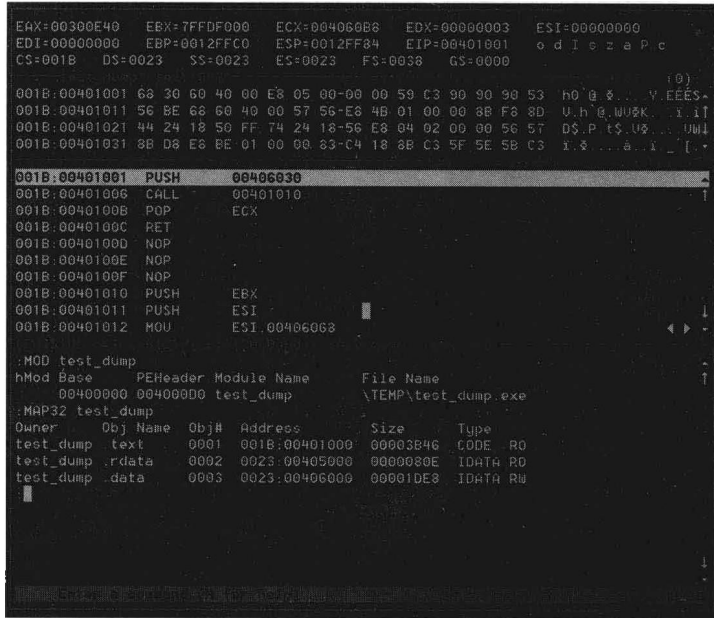 EAX=00300E40 EBX=7FFDF000 ECX=004060B8 EDX=00000003 ESI=00000000
EDI=00000000 EBP=0012FFC0 ESP=0012FF84 EIP=00401001 o d I s z a P c
CS=001B DS=0023 SS=0023 ES=0023 FS=0038 GS=0000
(0)
001B:00401001 68 30 60 40 00 E8 05 00-00 00 59 C3 90 90 90 53 h0`@.
001B:00401011 56 BE 68 60 40 00 57 56-E8 4B 01 00 00 8B F8 8D
001B:00401021 44 24 18 50 FF 74 24 18-56 E8 04 02 00 00 56 57
001B:00401031 8B D8 E8 BE 01 00 00 83-C4 18 8B C3 5F 5E 5B C3
001B:00401001 PUSH 00406030
001B:00401006 CALL 00401010
001B:0040100B POP ECX
001B:0040100C RET
001B:0040100D NOP
001B:0040100E NOP
001B:0040100F NOP
001B:00401010 PUSH EBX
001B:00401011 PUSH ESI
001B:00401012 MOV ESI,00406068
:MOD test_dump
hMod Base PEHeader Module Name File Name
00400000 004000D0 test_dump \TEMP\test_dump.exe
:MAP32 test_dump
Owner Obj Name Obj# Address Size Type
test_dump .text 0001 001B:00401000 00003B46 CODE RO
test_dump .rdata 0002 0023:00405000 0000080E IDATA RO
test_dump .data 0003 0023:00406000 00001DE8 IDATA RW
:
Enter a command (H for help)